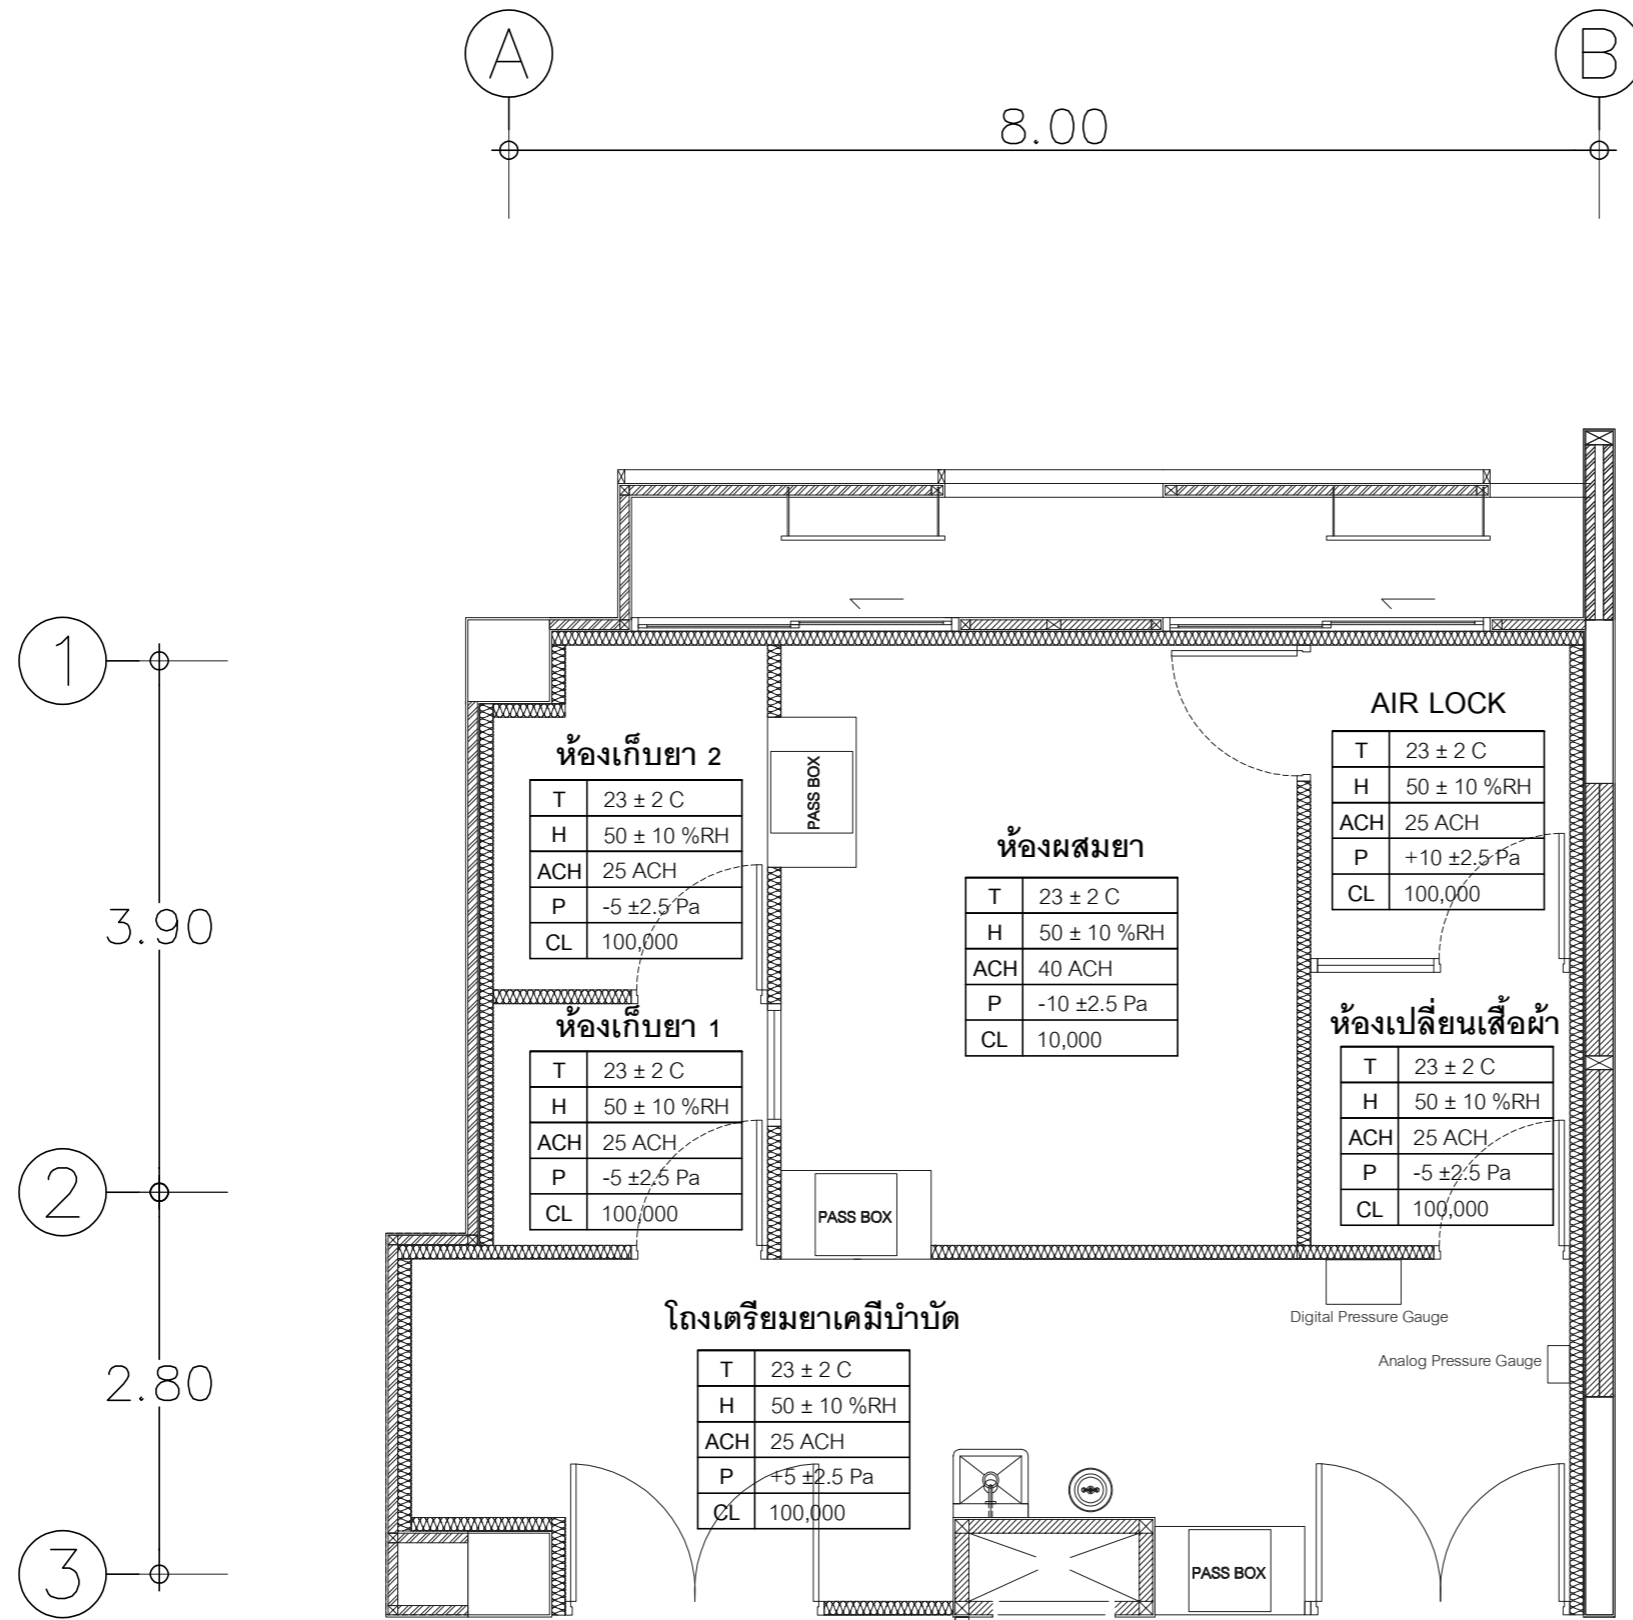 A
B
8.00
1
3.90
2
2.80
3
AIR LOCK
T 23 ± 2 C
H 50 ± 10 %RH
ACH 25 ACH
P +10 ±2.5 Pa
CL 100,000
ห้องเก็บยา 2
T 23 ± 2 C
H 50 ± 10 %RH
ACH 25 ACH
P -5 ±2.5 Pa
CL 100,000
PASS BOX
ห้องผสมยา
T 23 ± 2 C
H 50 ± 10 %RH
ACH 40 ACH
P -10 ±2.5 Pa
CL 10,000
ห้องเก็บยา 1
T 23 ± 2 C
H 50 ± 10 %RH
ACH 25 ACH
P -5 ±2.5 Pa
CL 100,000
ห้องเปลี่ยนเสื้อผ้า
T 23 ± 2 C
H 50 ± 10 %RH
ACH 25 ACH
P -5 ±2.5 Pa
CL 100,000
PASS BOX
โถงเตรียมยาเคมีบำบัด
T 23 ± 2 C
H 50 ± 10 %RH
ACH 25 ACH
P +5 ±2.5 Pa
CL 100,000
Digital Pressure Gauge
Analog Pressure Gauge
PASS BOX